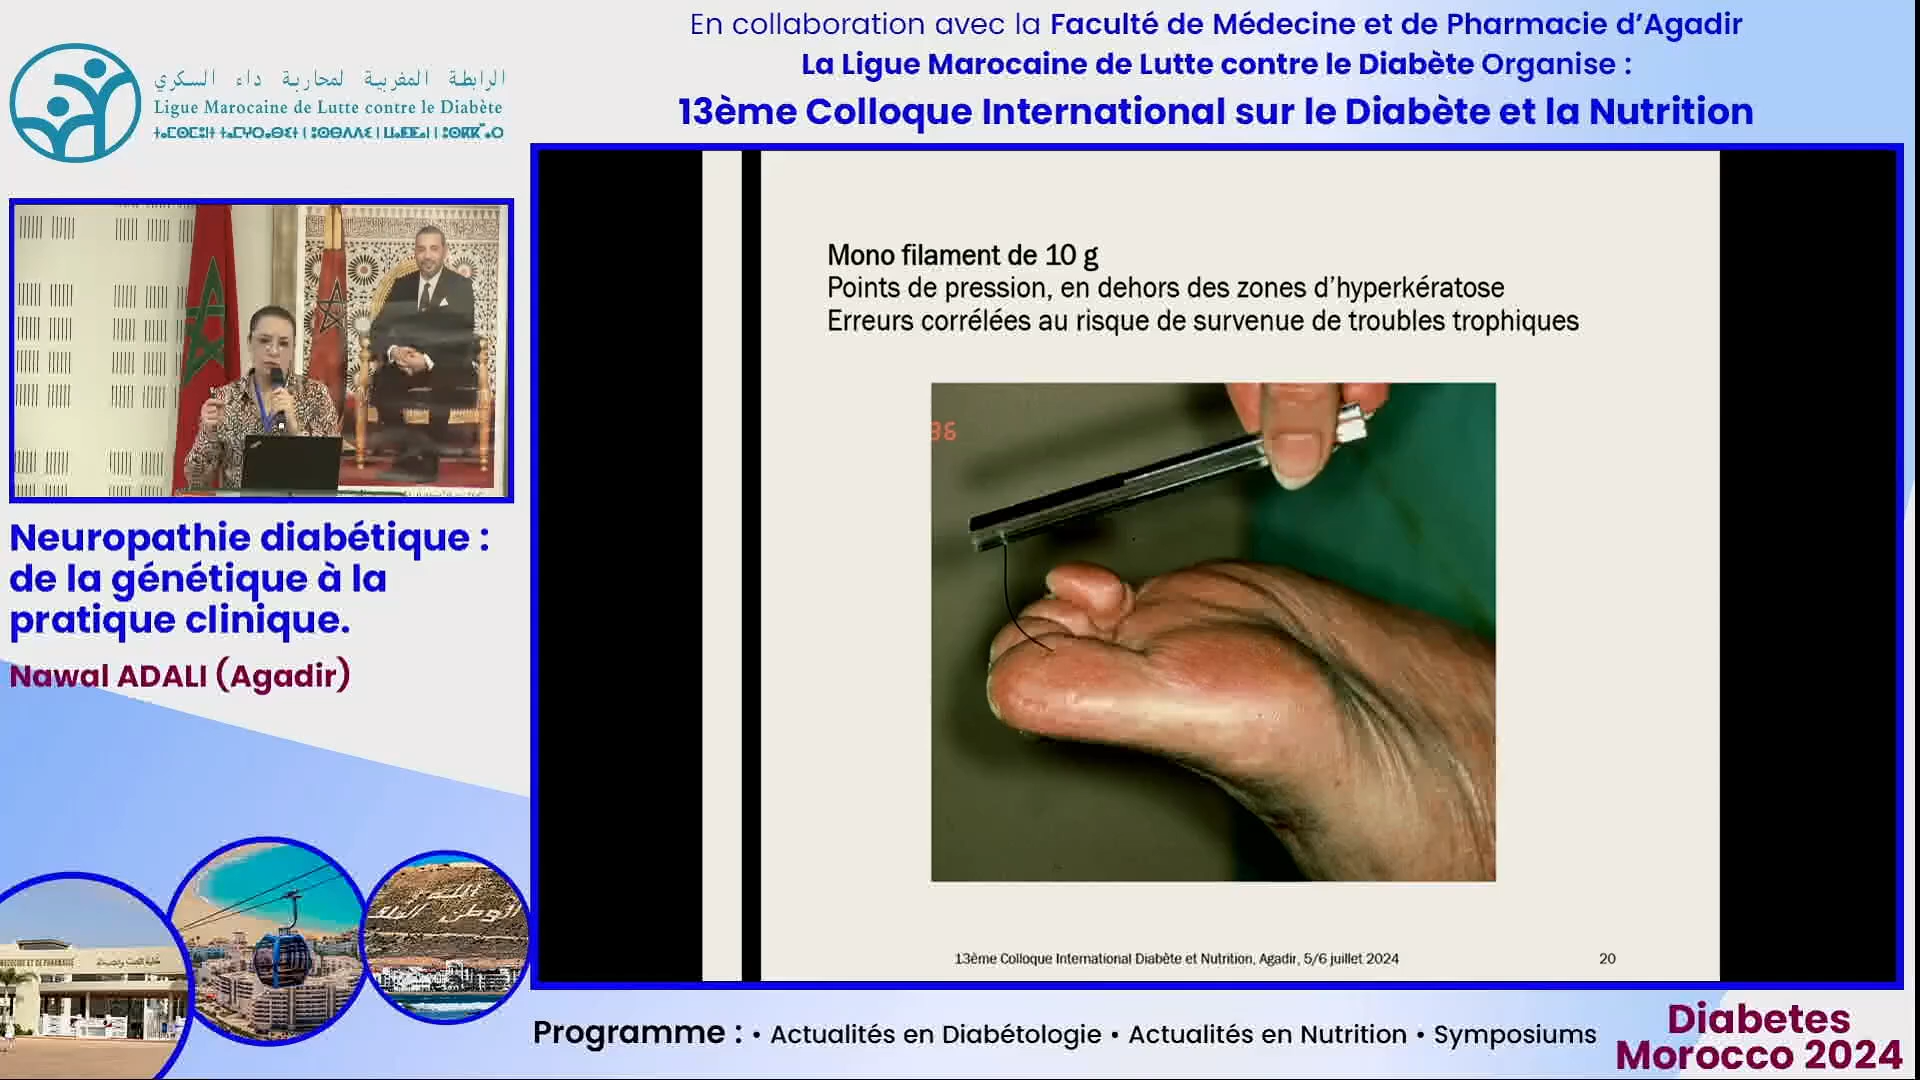 En collaboration avec la Faculté de Médecine et de Pharmacie d’Agadir
La Ligue Marocaine de Lutte contre le Diabète Organise :
13ème Colloque International sur le Diabète et la Nutrition
الرابطة المغربية لمحاربة داء السكري
Ligue Marocaine de Lutte contre le Diabète
Neuropathie diabétique :
de la génétique à la
pratique clinique.
Nawal ADALI (Agadir)
Mono filament de 10 g
Points de pression, en dehors des zones d’hyperkératose
Erreurs corrélées au risque de survenue de troubles trophiques
96
13ème Colloque International Diabète et Nutrition, Agadir, 5/6 juillet 2024
20
الله
الوطن الملك
Programme : • Actualités en Diabétologie • Actualités en Nutrition • Symposiums
Diabetes
Morocco 2024